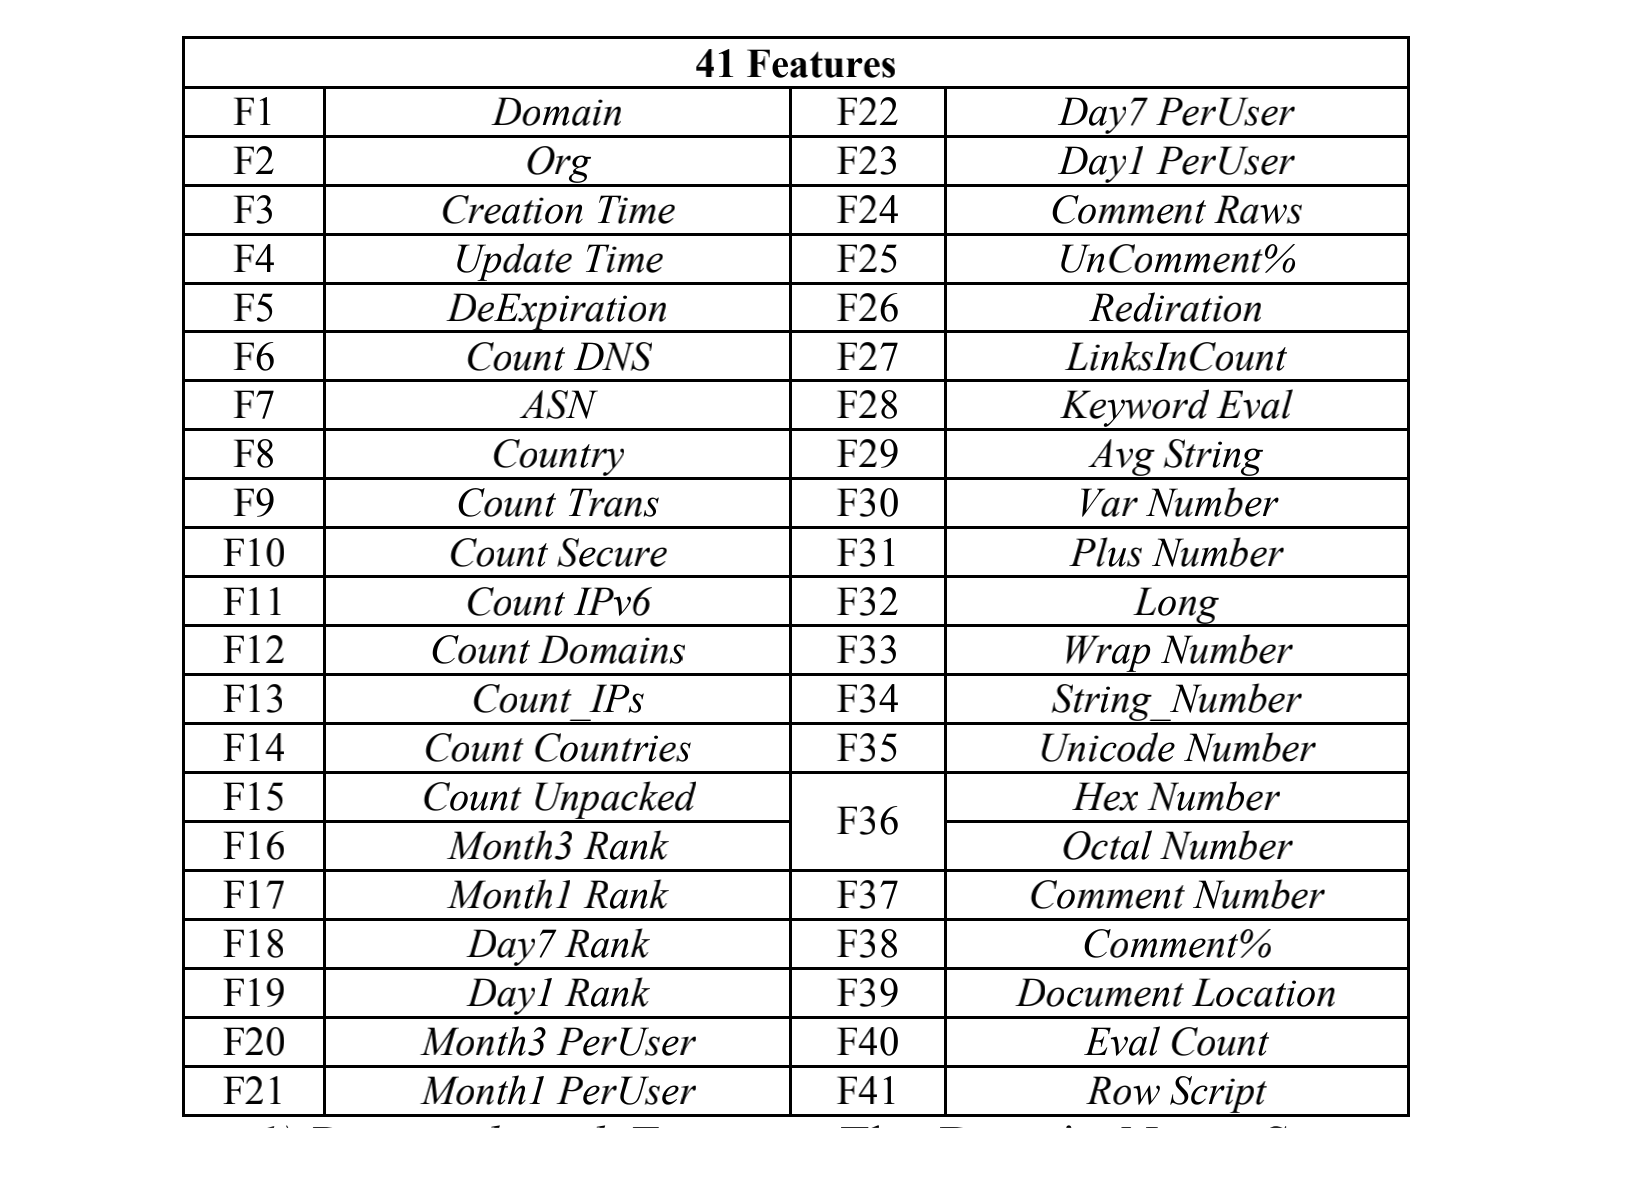 41 Features
F1 Domain F22 Day7 PerUser
F2 Org F23 Day1 PerUser
F3 Creation Time F24 Comment Raws
F4 Update Time F25 UnComment%
F5 DeExpiration F26 Rediration
F6 Count DNS F27 LinksInCount
F7 ASN F28 Keyword Eval
F8 Country F29 Avg String
F9 Count Trans F30 Var Number
F10 Count Secure F31 Plus Number
F11 Count IPv6 F32 Long
F12 Count Domains F33 Wrap Number
F13 Count_IPs F34 String_Number
F14 Count Countries F35 Unicode Number
F15 Count Unpacked F36 Hex Number
F16 Month3 Rank Octal Number
F17 Month1 Rank F37 Comment Number
F18 Day7 Rank F38 Comment%
F19 Day1 Rank F39 Document Location
F20 Month3 PerUser F40 Eval Count
F21 Month1 PerUser F41 Row Script